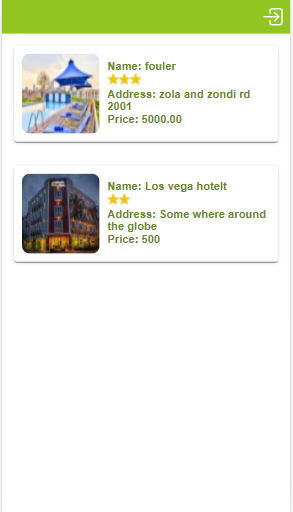 Name: fouler
Address: zola and zondi rd
2001
Price: 5000.00
Name: Los vega hotelt
Address: Some where around
the globe
Price: 500